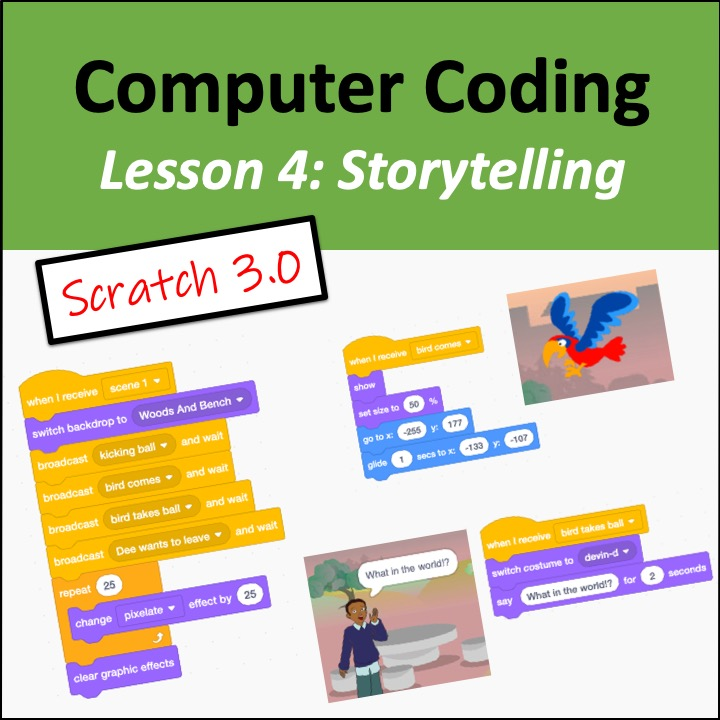 Computer Coding
Lesson 4: Storytelling
Scratch 3.0
when I receive scene 1
switch backdrop to Woods And Bench
broadcast kicking ball and wait
broadcast bird comes and wait
broadcast bird takes ball and wait
broadcast Dee wants to leave and wait
repeat 25
change pixelate effect by 25
clear graphic effects
when I receive bird comes
show
set size to 50 %
go to x: -255 y: 177
glide 1 secs to x: -133 y: -107
What in the world!?
when I receive bird takes ball
switch costume to devin-d
say What in the world!? for 2 seconds